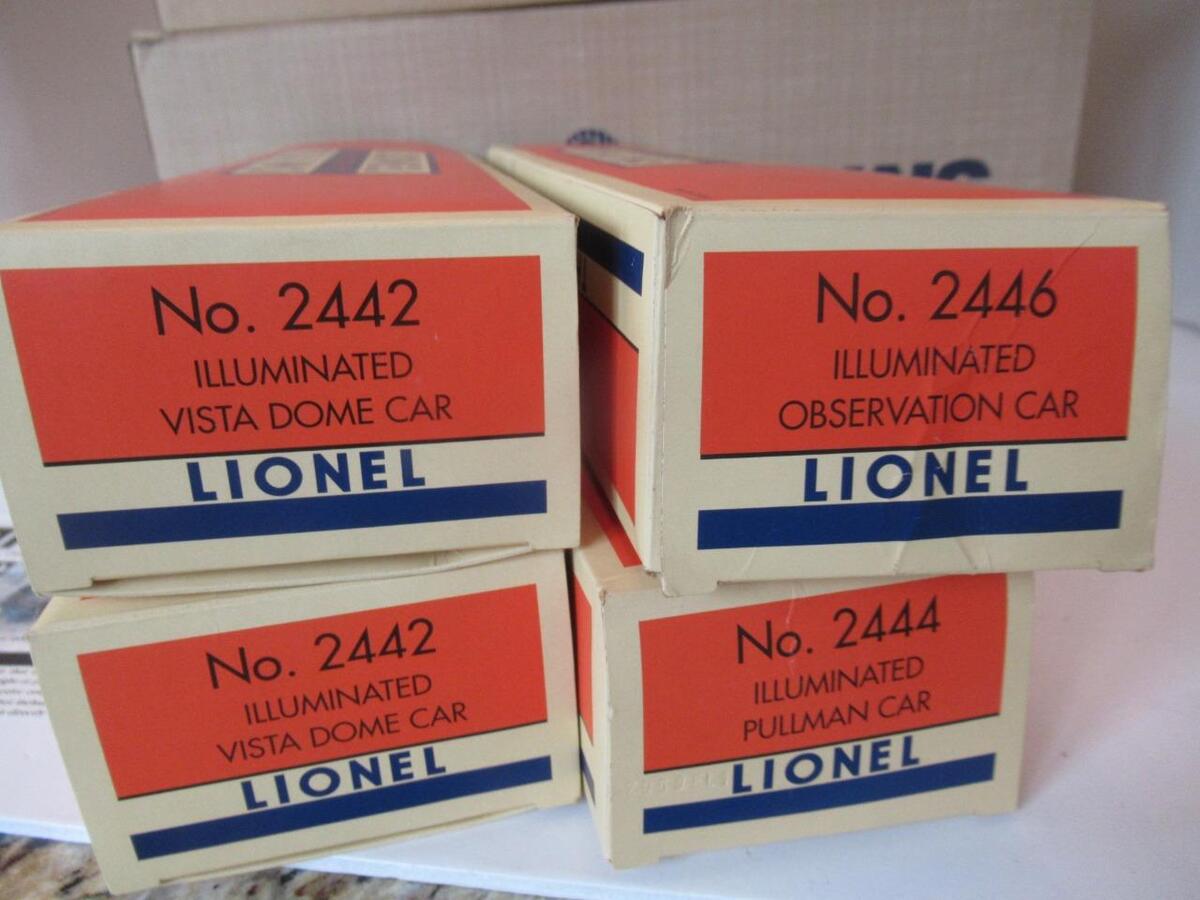 No. 2442
ILLUMINATED
VISTA DOME CAR
LIONEL
No. 2446
ILLUMINATED
OBSERVATION CAR
LIONEL
No. 2442
ILLUMINATED
VISTA DOME CAR
LIONEL
No. 2444
ILLUMINATED
PULLMAN CAR
LIONEL